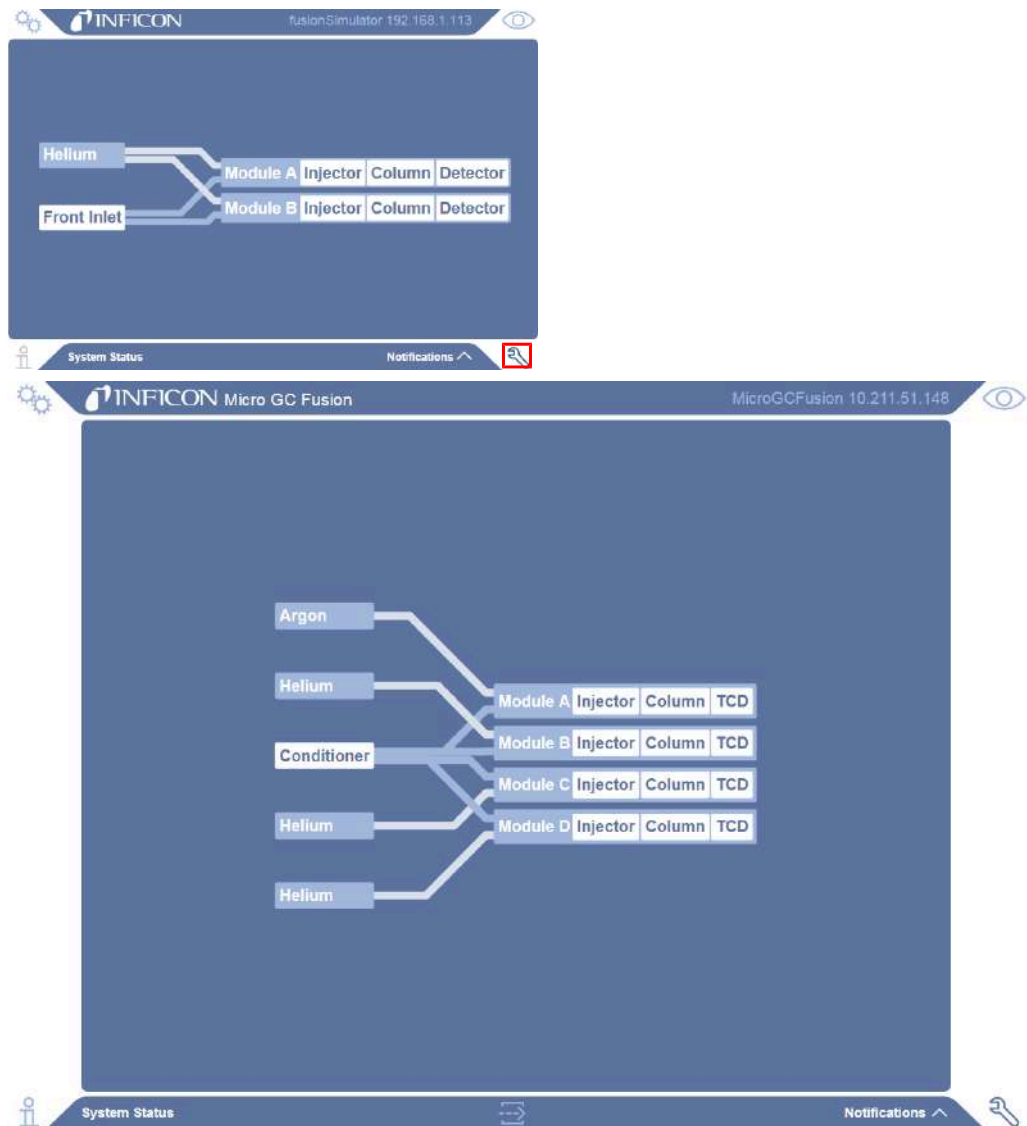 INFICON fusionSimulator 192.168.1.113
Helium
Module A Injector Column Detector
Module B Injector Column Detector
Front Inlet
System Status Notifications
INFICON Micro GC Fusion MicroGCFusion 10.211.51.148
Argon
Helium
Module A Injector Column TCD
Module B Injector Column TCD
Conditioner
Module C Injector Column TCD
Helium
Module D Injector Column TCD
Helium
System Status Notifications